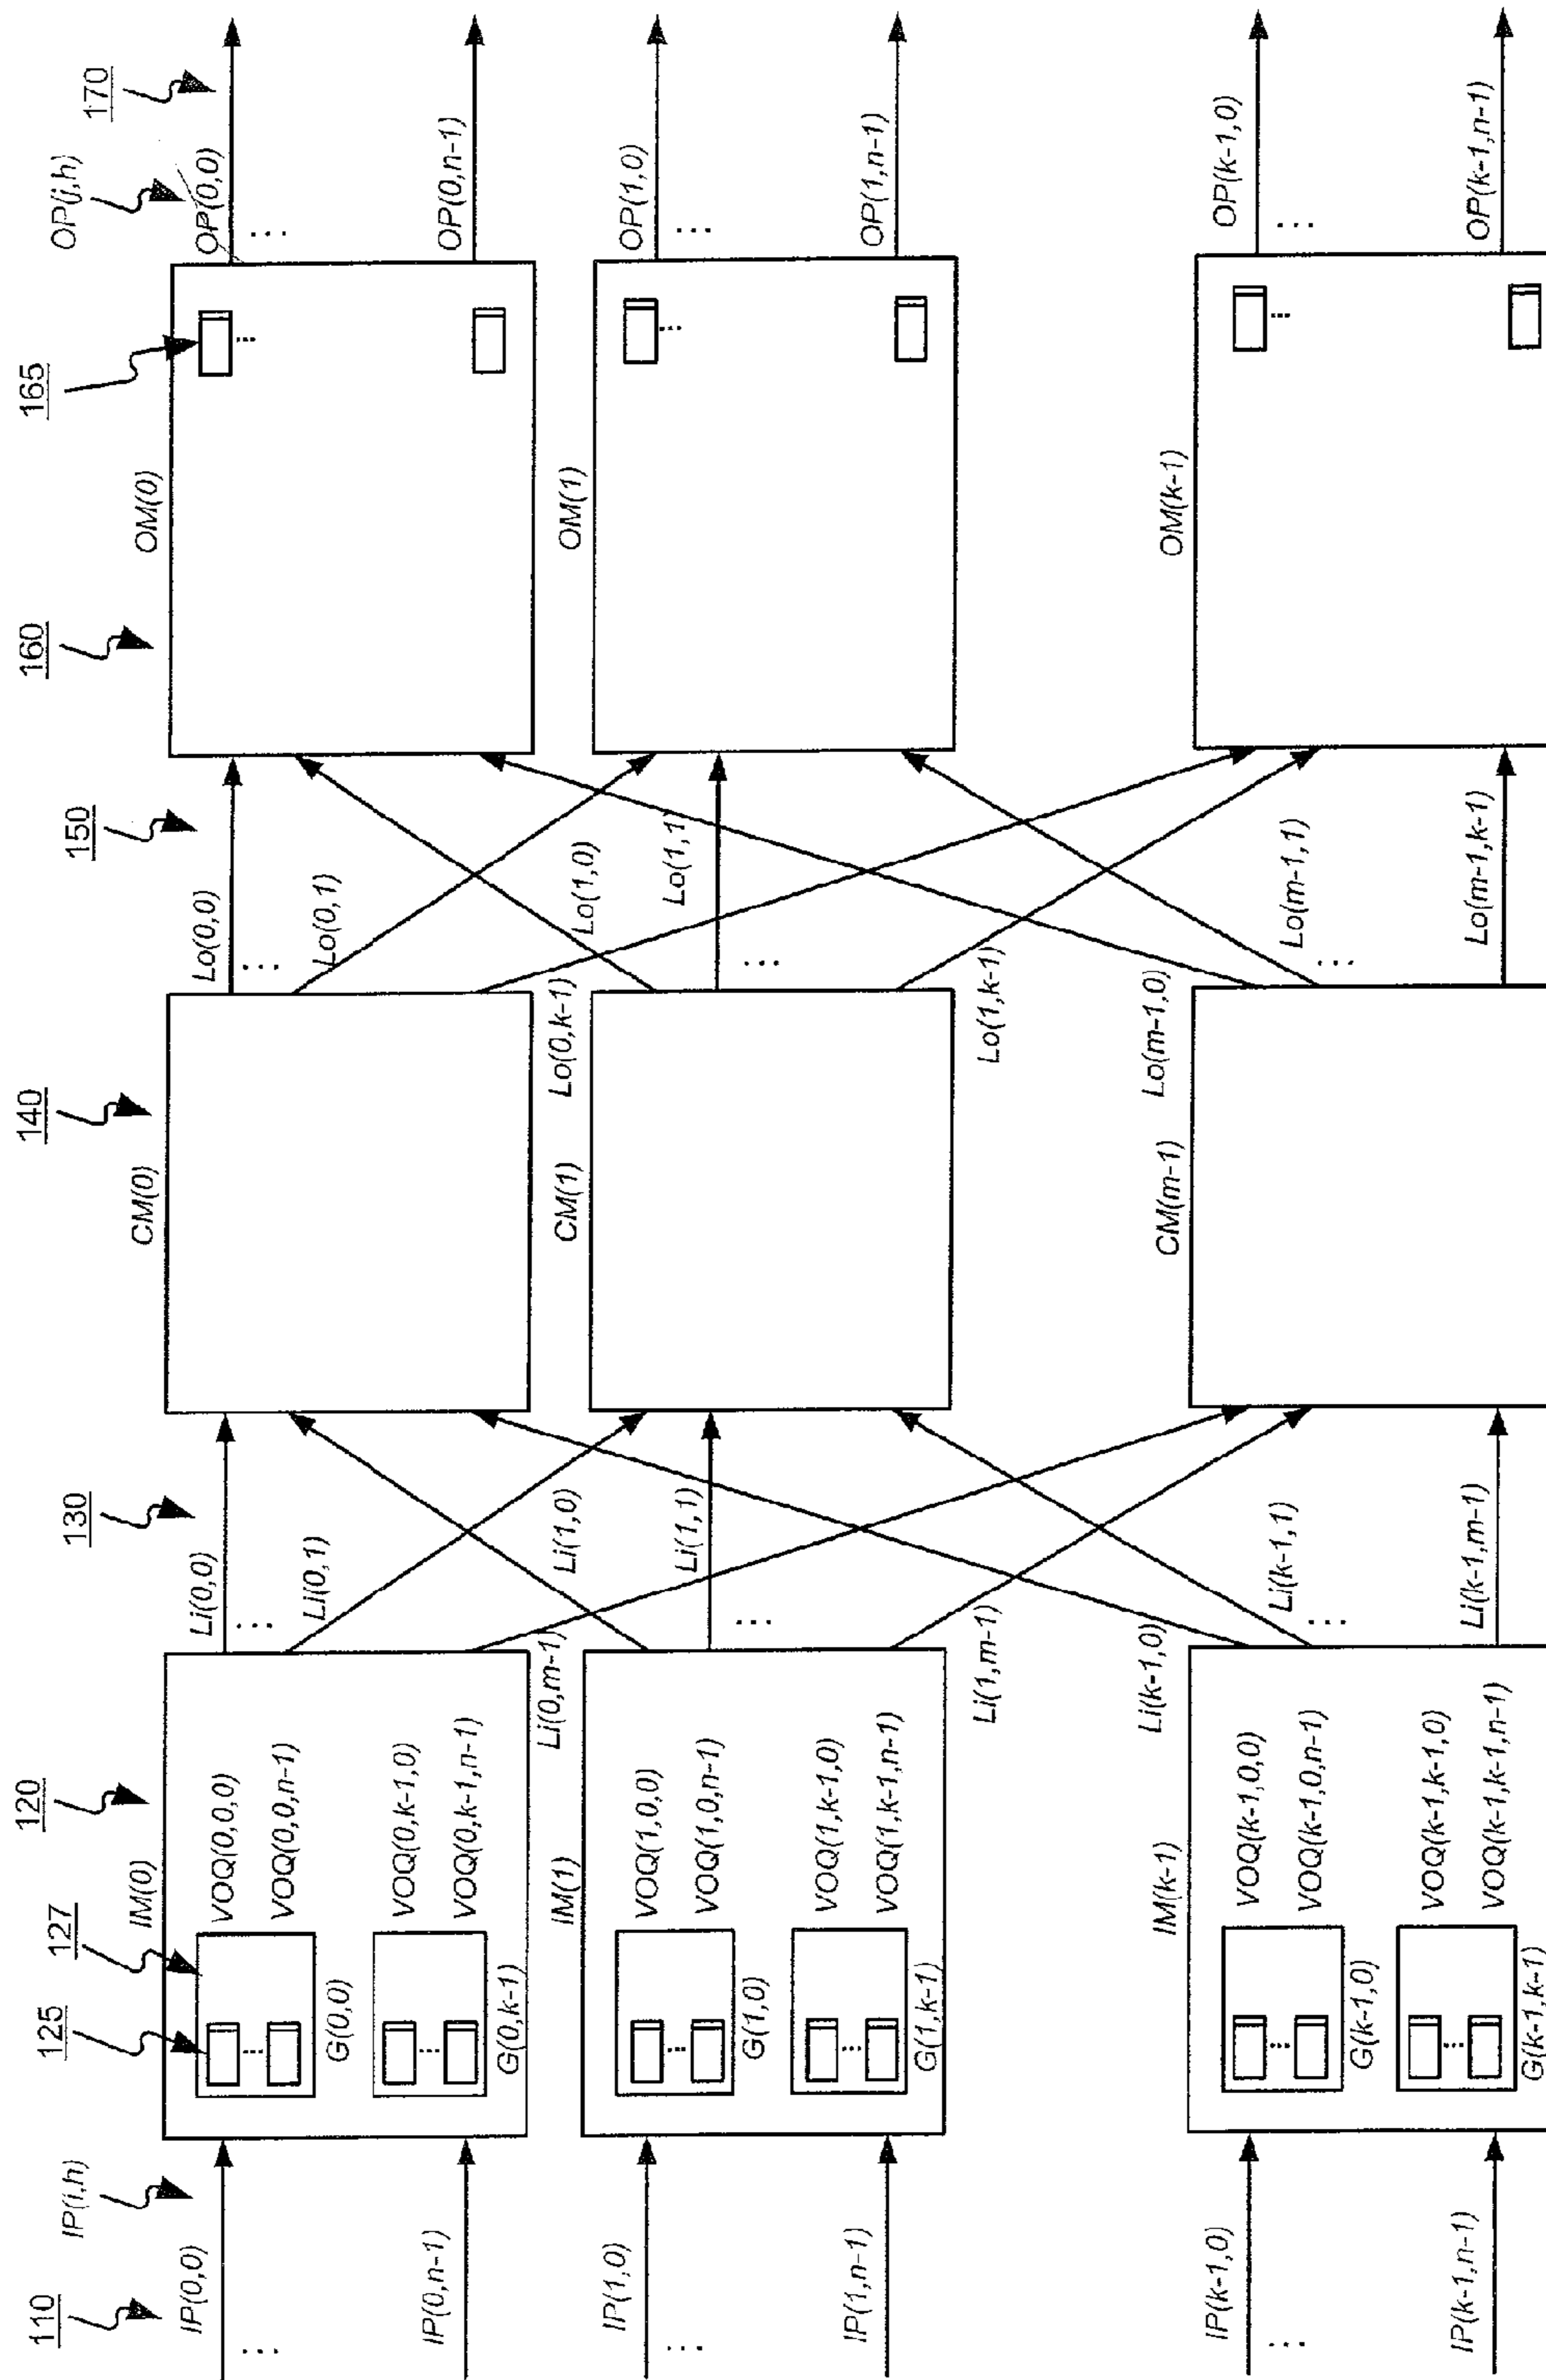 110
IP(i,h)
IP(0,0)
...
IP(0,n-1)
IP(1,0)
...
IP(1,n-1)
IP(k-1,0)
...
IP(k-1,n-1)
125
127
120
IM(0)
VOQ(0,0,0)
...
VOQ(0,0,n-1)
G(0,0)
VOQ(0,k-1,0)
...
VOQ(0,k-1,n-1)
G(0,k-1)
IM(1)
VOQ(1,0,0)
...
VOQ(1,0,n-1)
G(1,0)
VOQ(1,k-1,0)
...
VOQ(1,k-1,n-1)
G(1,k-1)
IM(k-1)
VOQ(k-1,0,0)
...
VOQ(k-1,0,n-1)
G(k-1,0)
VOQ(k-1,k-1,0)
...
VOQ(k-1,k-1,n-1)
G(k-1,k-1)
130
Li(0,0)
...
Li(0,1)
Li(0,m-1)
Li(1,0)
Li(1,1)
...
Li(1,m-1)
Li(k-1,0)
Li(k-1,1)
...
Li(k-1,m-1)
140
CM(0)
CM(1)
CM(m-1)
150
Lo(0,0)
...
Lo(0,1)
Lo(0,k-1)
Lo(1,0)
Lo(1,1)
...
Lo(1,k-1)
Lo(m-1,0)
Lo(m-1,1)
...
Lo(m-1,k-1)
160
165
OM(0)
...
OM(1)
...
OM(k-1)
...
OP(j,h)
170
OP(0,0)
...
OP(0,n-1)
OP(1,0)
...
OP(1,n-1)
OP(k-1,0)
...
OP(k-1,n-1)